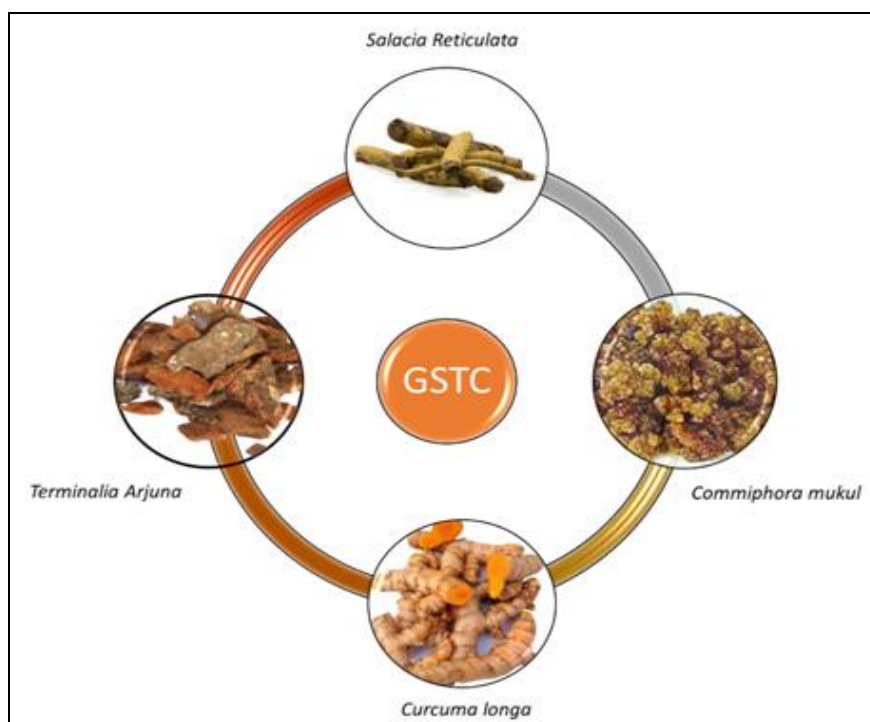 Salacia Reticulata
GSTC
Terminalia Arjuna
Commiphora mukul
Curcuma longa